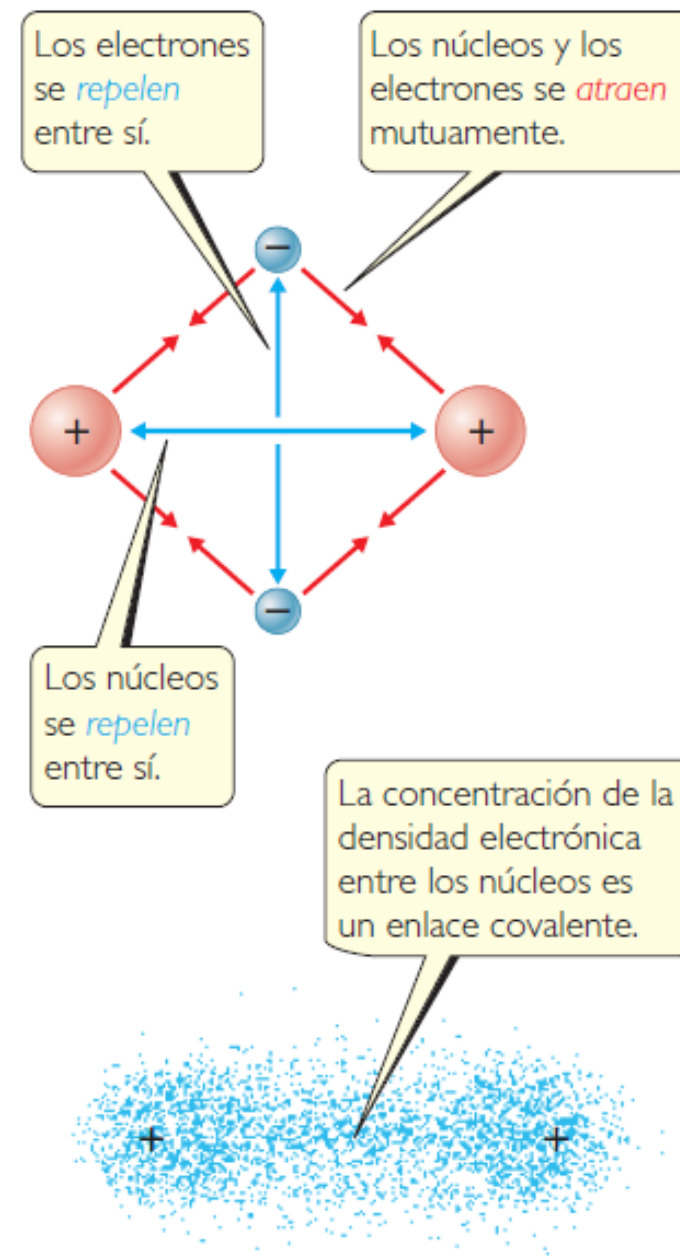 Los electrones
se repelen
entre sí.
Los núcleos y los
electrones se atraen
mutuamente.
−
+
+
−
Los núcleos
se repelen
entre sí.
La concentración de la
densidad electrónica
entre los núcleos es
un enlace covalente.
+
+